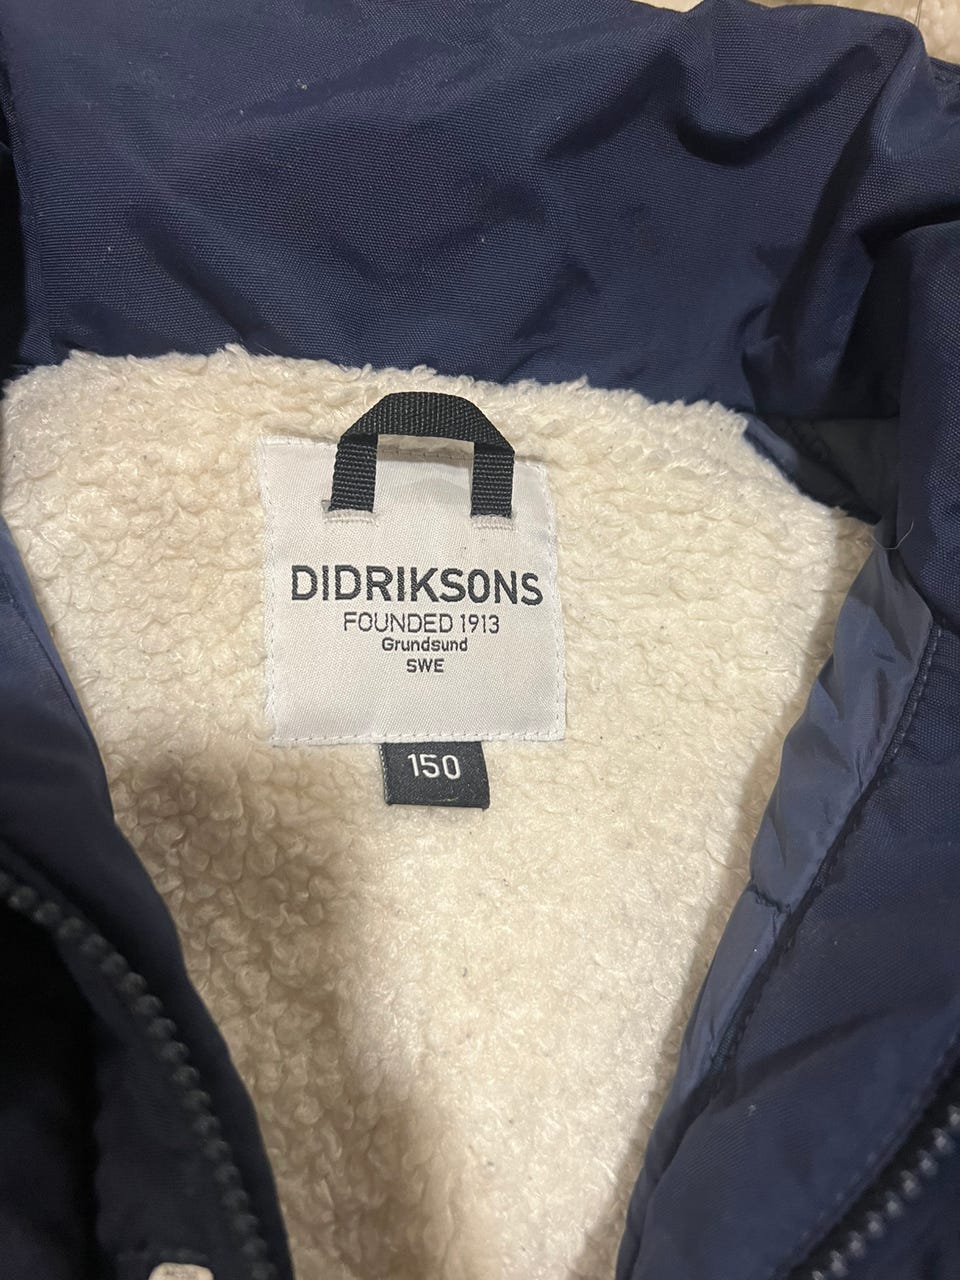 DIDRIKSONS
FOUNDED 1913
Grundsund
SWE
150